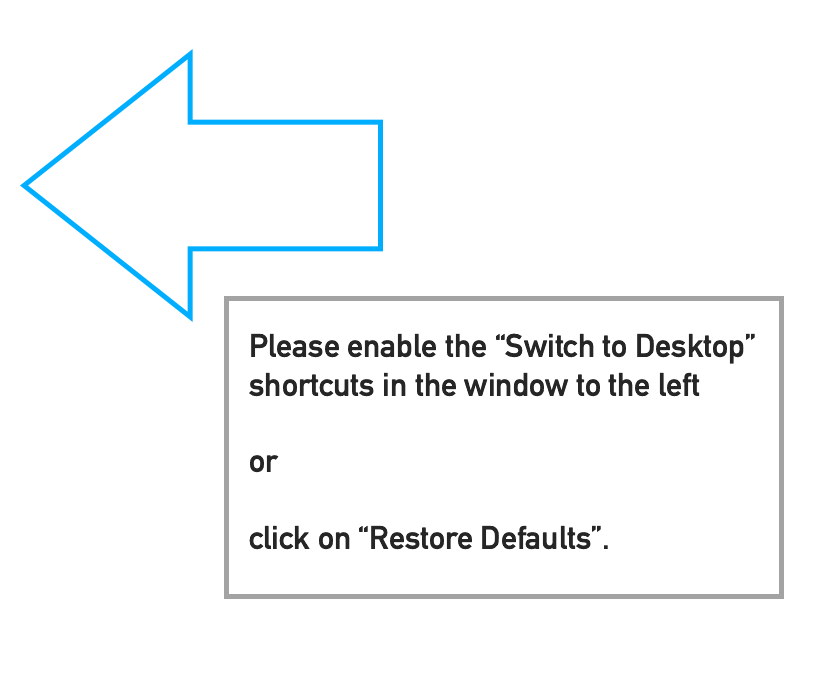 Please enable the “Switch to Desktop”
shortcuts in the window to the left
or
click on “Restore Defaults”.